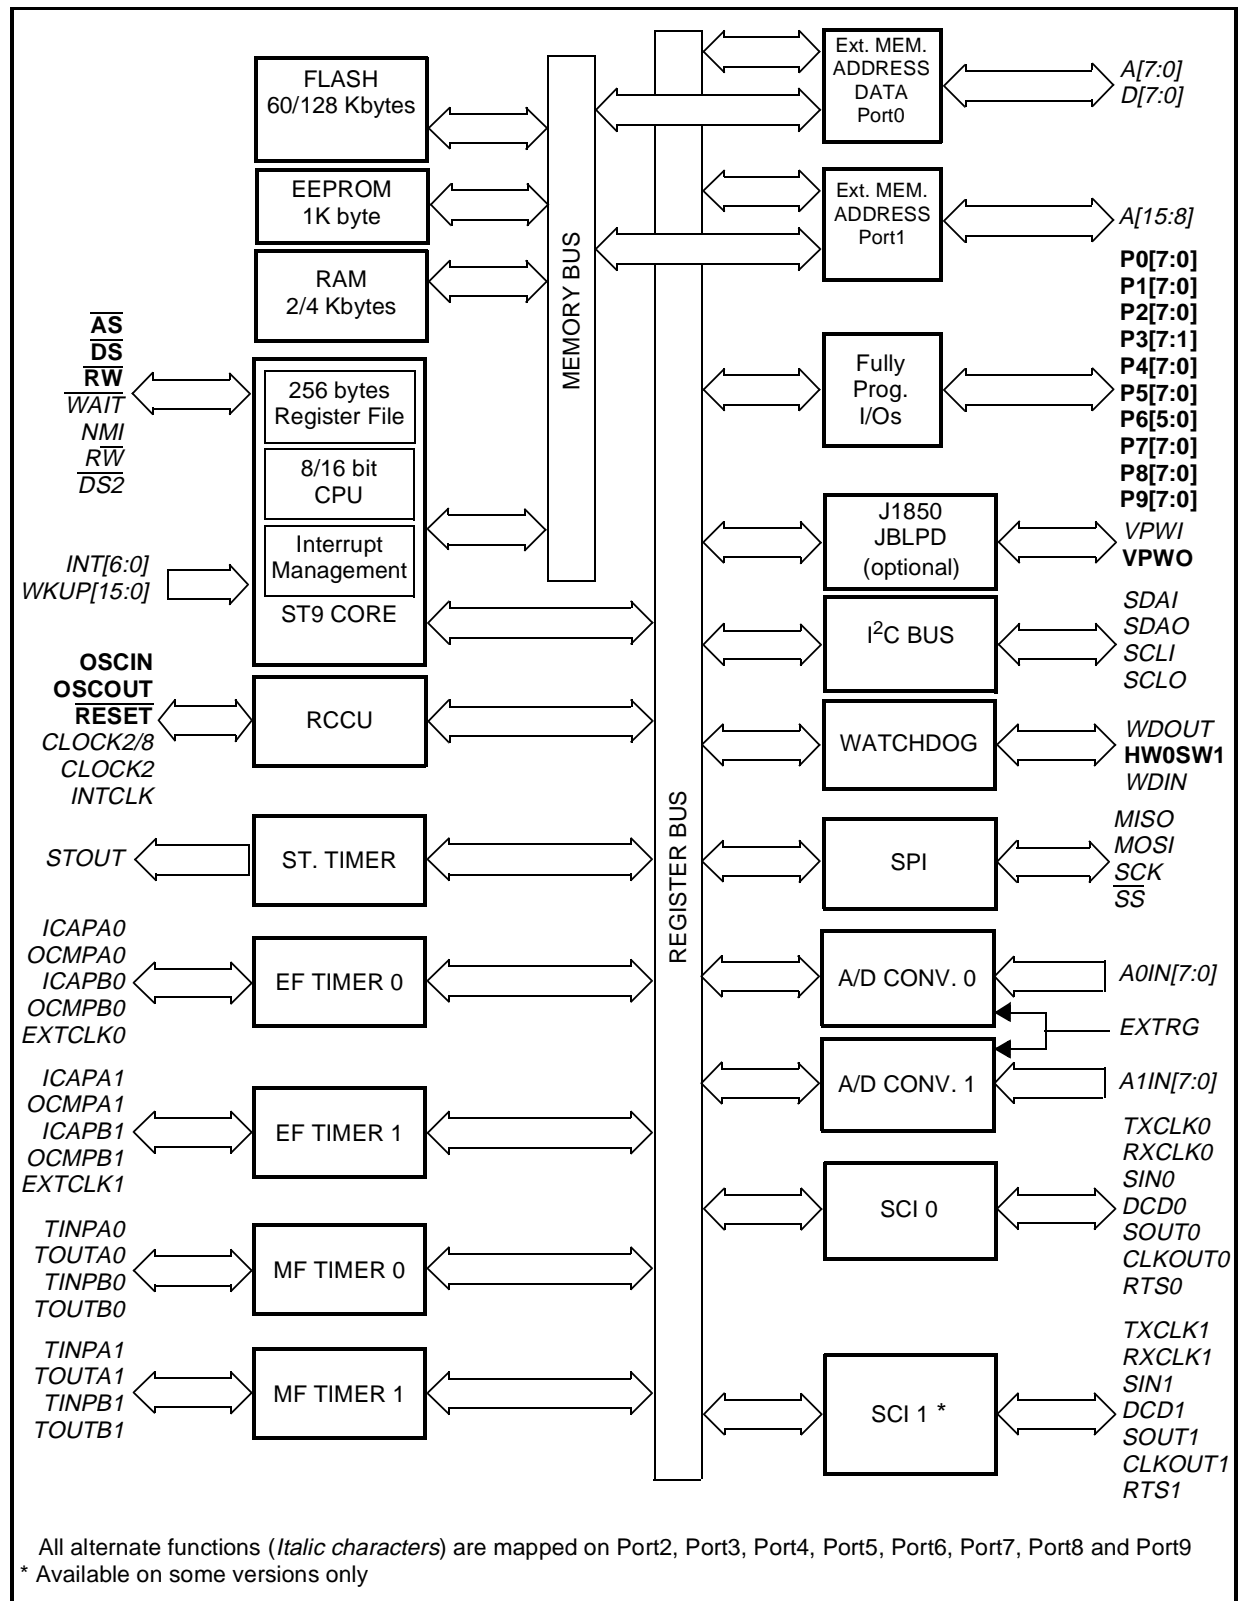 FLASH
60/128 Kbytes
EEPROM
1K byte
RAM
2/4 Kbytes
AS
DS
RW
WAIT
NMI
RW
DS2
256 bytes
Register File
8/16 bit
CPU
Interrupt
Management
ST9 CORE
INT[6:0]
WKUP[15:0]
OSCIN
OSCOUT
RESET
CLOCK2/8
CLOCK2
INTCLK
RCCU
STOUT
ST. TIMER
ICAPA0
OCMPA0
ICAPB0
OCMPB0
EXTCLK0
EF TIMER 0
ICAPA1
OCMPA1
ICAPB1
OCMPB1
EXTCLK1
EF TIMER 1
TINPA0
TOUTA0
TINPB0
TOUTB0
MF TIMER 0
TINPA1
TOUTA1
TINPB1
TOUTB1
MF TIMER 1
MEMORY BUS
REGISTER BUS
Ext. MEM.
ADDRESS
DATA
Port0
A[7:0]
D[7:0]
Ext. MEM.
ADDRESS
Port1
A[15:8]
Fully
Prog.
I/Os
P0[7:0]
P1[7:0]
P2[7:0]
P3[7:1]
P4[7:0]
P5[7:0]
P6[5:0]
P7[7:0]
P8[7:0]
P9[7:0]
J1850
JBLPD
(optional)
VPWI
VPWO
I2C BUS
SDAI
SDAO
SCLI
SCLO
WATCHDOG
WDOUT
HW0SW1
WDIN
SPI
MISO
MOSI
SCK
SS
A/D CONV. 0
A0IN[7:0]
EXTRG
A/D CONV. 1
A1IN[7:0]
SCI 0
TXCLK0
RXCLK0
SIN0
DCD0
SOUT0
CLKOUT0
RTS0
SCI 1 *
TXCLK1
RXCLK1
SIN1
DCD1
SOUT1
CLKOUT1
RTS1
All alternate functions (Italic characters) are mapped on Port2, Port3, Port4, Port5, Port6, Port7, Port8 and Port9
* Available on some versions only